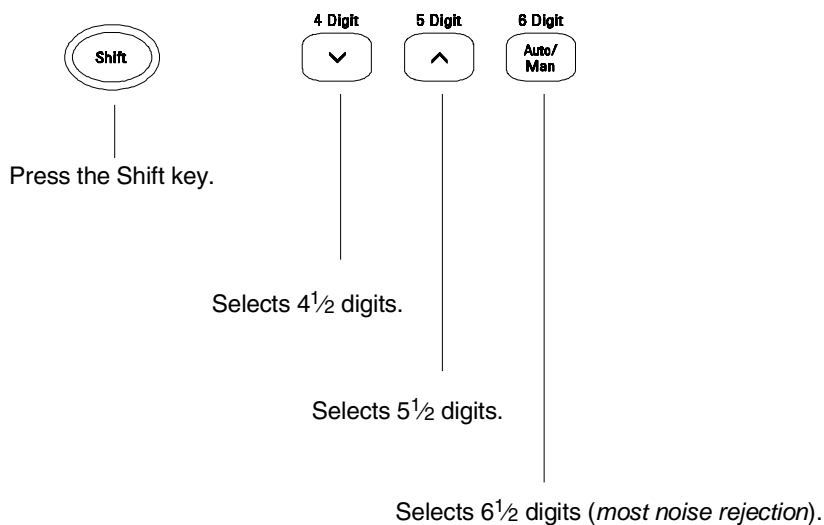 4 Digit 5 Digit 6 Digit
Shift
Auto/
Man
Press the Shift key.
Selects 4½ digits.
Selects 5½ digits.
Selects 6½ digits (most noise rejection).